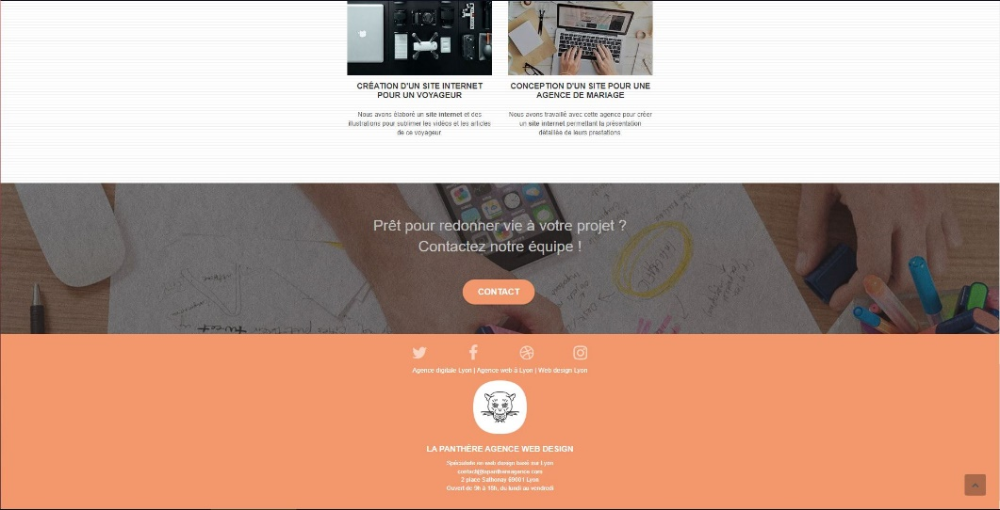 CRÉATION D'UN SITE INTERNET
POUR UN VOYAGEUR
Nous avons élaboré un site internet et des
illustrations pour sublimer les vidéos et les articles
de ce voyageur
CONCEPTION D'UN SITE POUR UNE
AGENCE DE MARIAGE
Nous avons travaillé avec cette agence pour créer
un site internet permettant la présentation
détaillée de leurs prestations.
Prêt pour redonner vie à votre projet ?
Contactez notre équipe !
CONTACT
Agence digitale Lyon | Agence web à Lyon | Web design Lyon
LA PANTHÈRE AGENCE WEB DESIGN
Spécialiste en web design basé sur Lyon
contact@lapanthereagence.com
2 place Sathonay 69001 Lyon
Ouvert de 9h à 18h, du lundi au vendredi